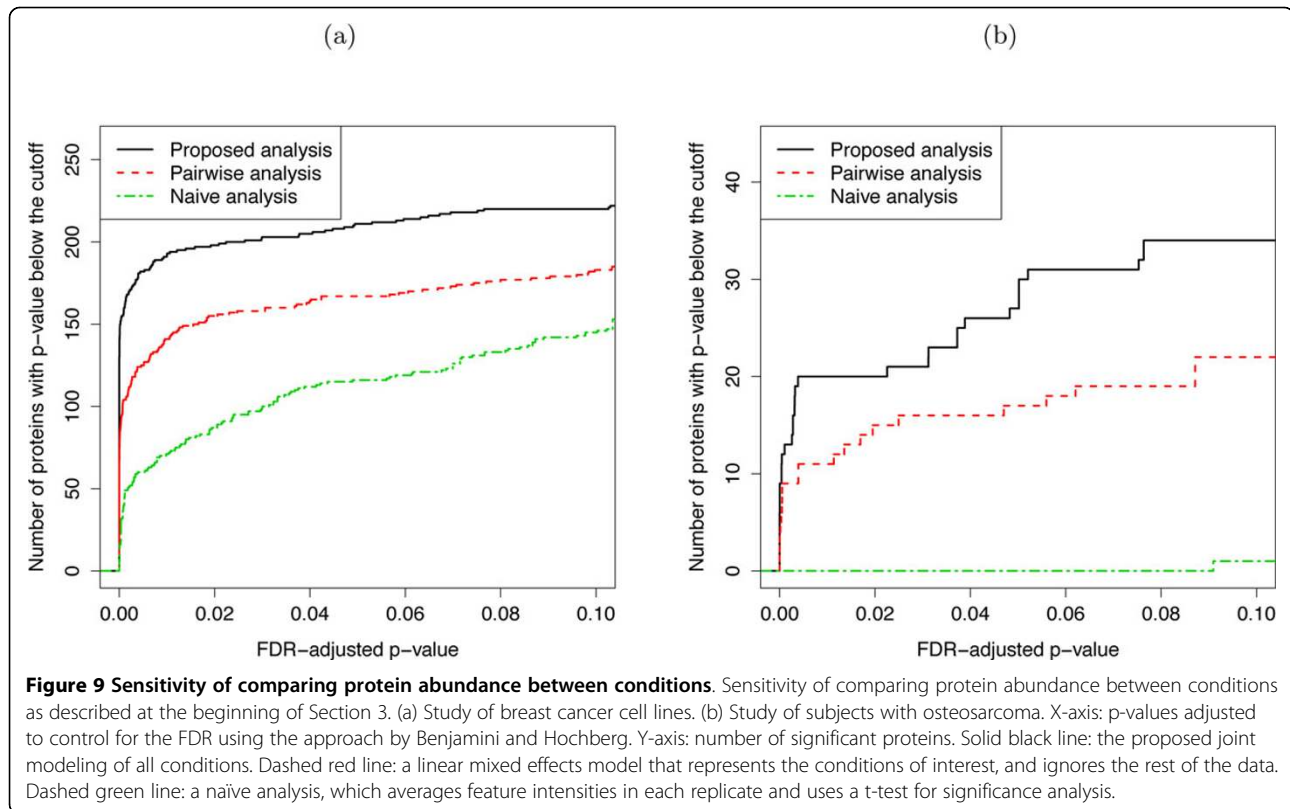 (a)
(b)
Number of proteins with p-value below the cutoff
250
200
150
100
50
0
Proposed analysis
Pairwise analysis
Naive analysis
0.00 0.02 0.04 0.06 0.08 0.10
FDR-adjusted p-value
Number of proteins with p-value below the cutoff
40
30
20
10
0
Proposed analysis
Pairwise analysis
Naive analysis
0.00 0.02 0.04 0.06 0.08 0.10
FDR-adjusted p-value
Figure 9 Sensitivity of comparing protein abundance between conditions. Sensitivity of comparing protein abundance between conditions
as described at the beginning of Section 3. (a) Study of breast cancer cell lines. (b) Study of subjects with osteosarcoma. X-axis: p-values adjusted
to control for the FDR using the approach by Benjamini and Hochberg. Y-axis: number of significant proteins. Solid black line: the proposed joint
modeling of all conditions. Dashed red line: a linear mixed effects model that represents the conditions of interest, and ignores the rest of the data.
Dashed green line: a naïve analysis, which averages feature intensities in each replicate and uses a t-test for significance analysis.